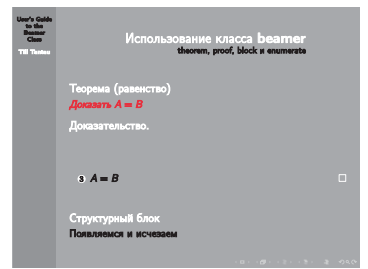 User's Guide
to the
Beamer
Class
Till Tantau
Использование класса beamer
theorem, proof, block и enumerate
Теорема (равенство)
Доказать A = B
Доказательство.
3 A = B
Структурный блок
Появляемся и исчезаем